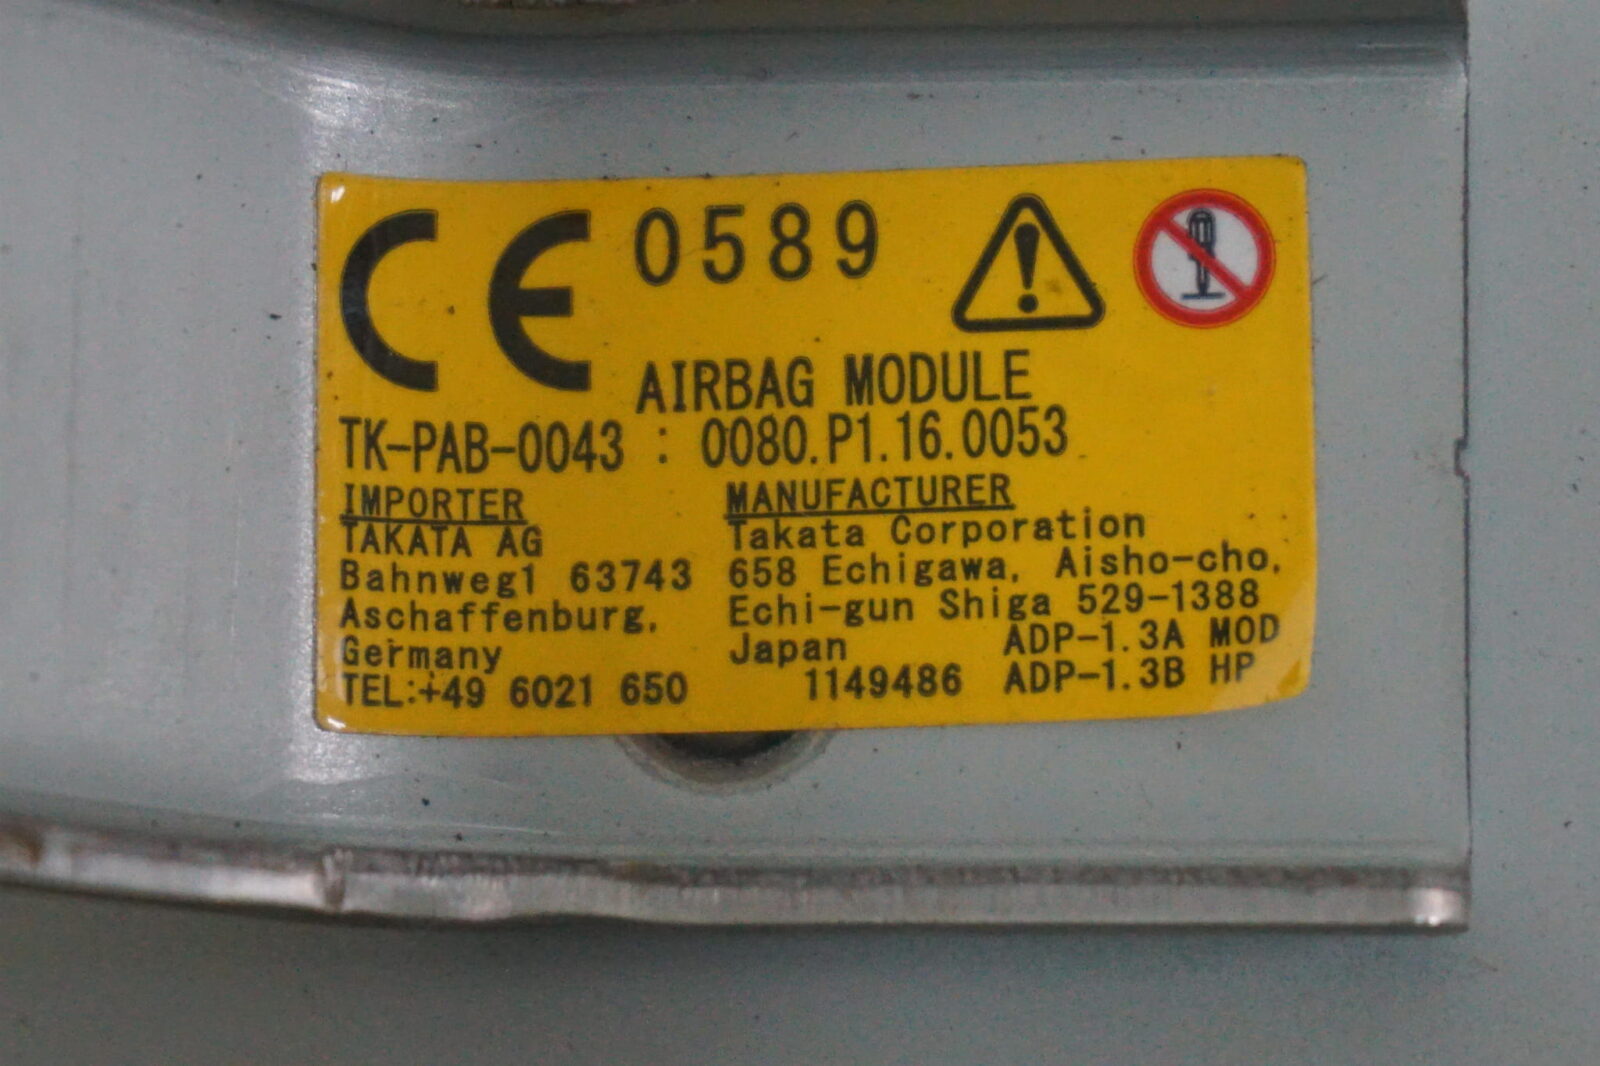 CE 0589
AIRBAG MODULE
TK-PAB-0043 : 0080.P1.16.0053
IMPORTER
TAKATA AG
Bahnweg1 63743
Aschaffenburg,
Germany
TEL:+49 6021 650
MANUFACTURER
Takata Corporation
658 Echigawa, Aisho-cho,
Echi-gun Shiga 529-1388
Japan ADP-1.3A MOD
1149486 ADP-1.3B HP